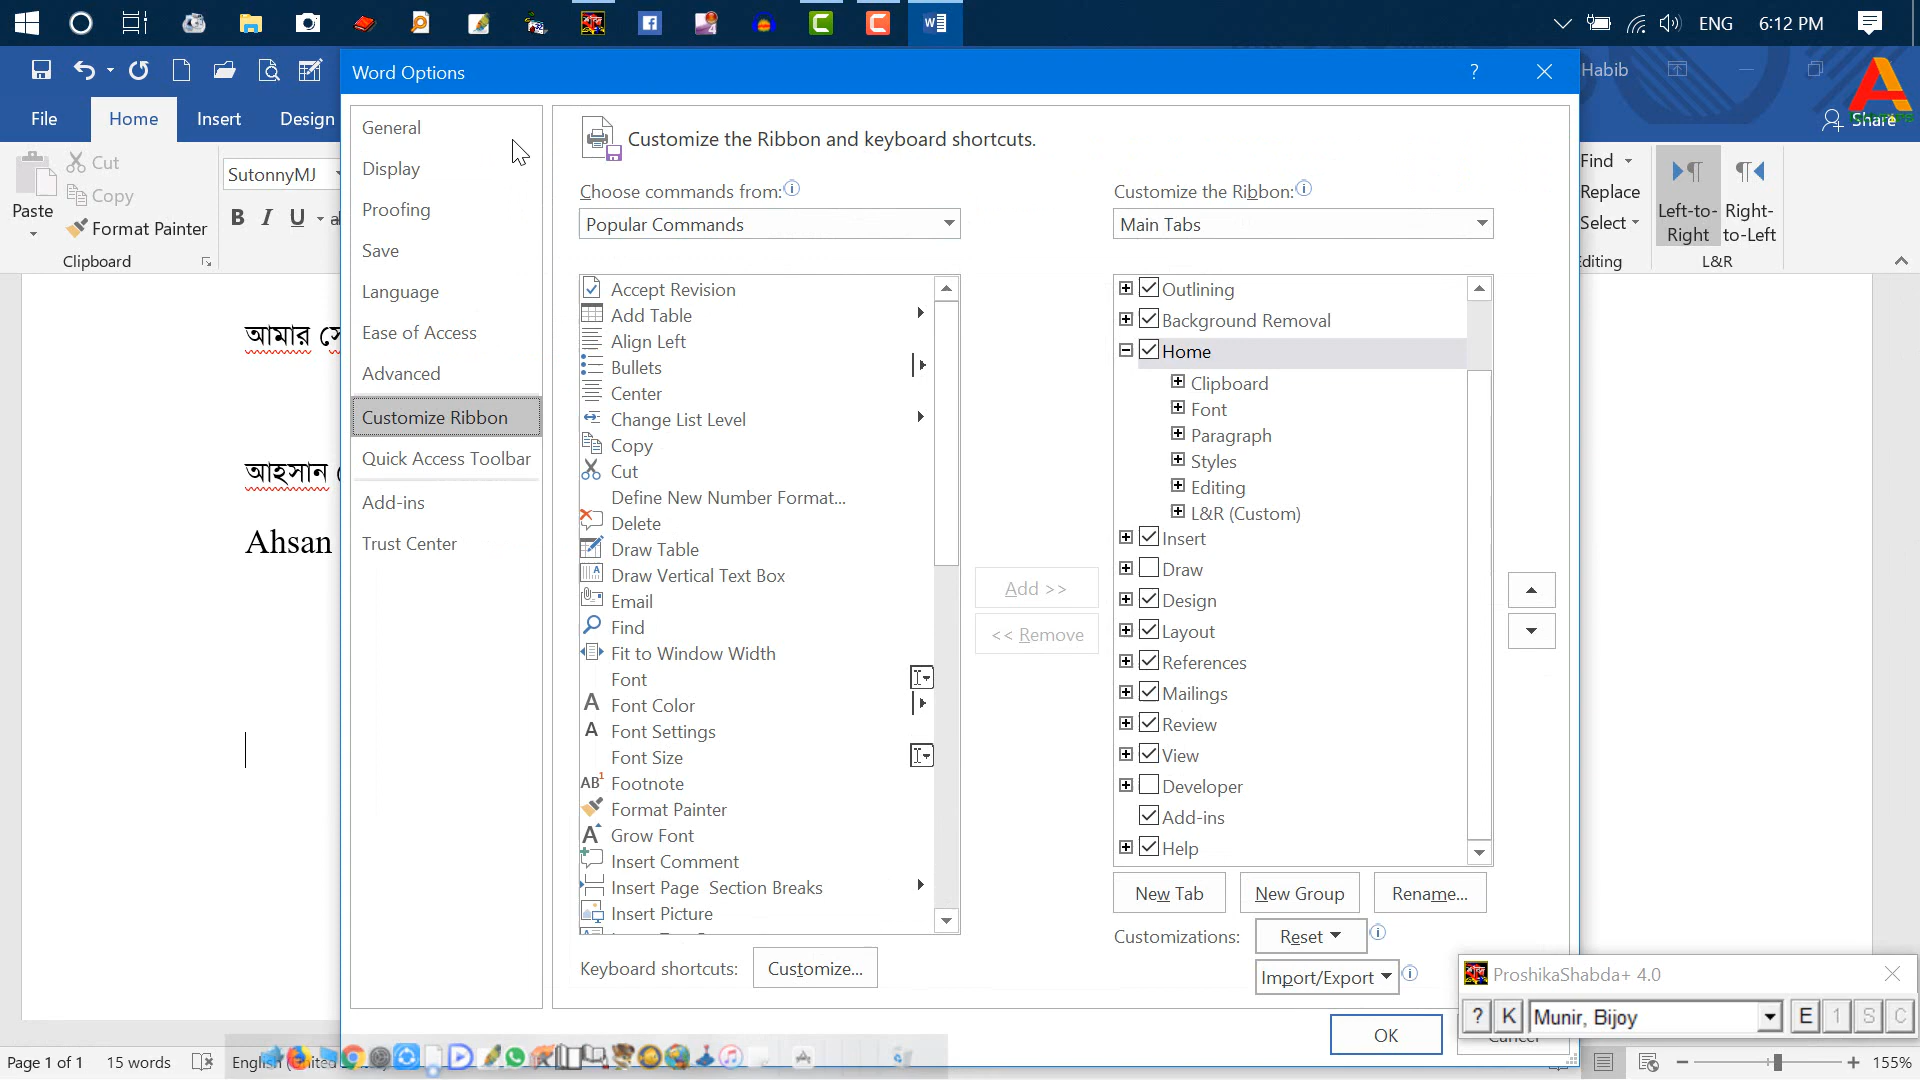 ENG
6:12 PM
Word Options
?
Habib
File
Home
Insert
Design
Share
Cut
Copy
Paste
Format Painter
Clipboard
SutonnyMJ
B I U
Find
Replace
Select
Left-to-Right
Right-to-Left
L&R
General
Display
Proofing
Save
Language
Ease of Access
Advanced
Customize Ribbon
Quick Access Toolbar
Add-ins
Trust Center
Customize the Ribbon and keyboard shortcuts.
Choose commands from:
Popular Commands
Accept Revision
Add Table
Align Left
Bullets
Center
Change List Level
Copy
Cut
Define New Number Format...
Delete
Draw Table
Draw Vertical Text Box
Email
Find
Fit to Window Width
Font
Font Color
Font Settings
Font Size
Footnote
Format Painter
Grow Font
Insert Comment
Insert Page Section Breaks
Insert Picture
Keyboard shortcuts:
Customize...
Add >>
<< Remove
Customize the Ribbon:
Main Tabs
Outlining
Background Removal
Home
Clipboard
Font
Paragraph
Styles
Editing
L&R (Custom)
Insert
Draw
Design
Layout
References
Mailings
Review
View
Developer
Add-ins
Help
New Tab
New Group
Rename...
Customizations:
Reset
Import/Export
OK
Cancel
আমার
আহসান
Ahsan
ProshikaShabda+ 4.0
? K Munir, Bijoy E 1 S C
Page 1 of 1
15 words
155%